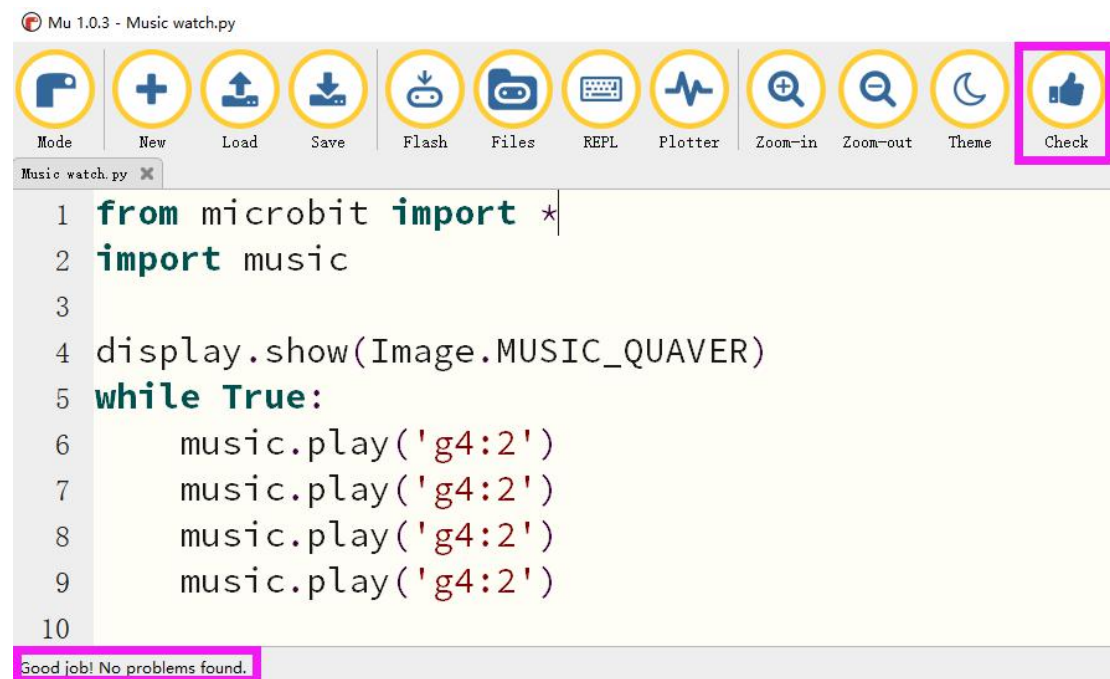 Mu 1.0.3 - Music watch.py
Mode New Load Save Flash Files REPL Plotter Zoom-in Zoom-out Theme Check
Music watch.py
1 from microbit import *
2 import music
3
4 display.show(Image.MUSIC_QUAVER)
5 while True:
6     music.play('g4:2')
7     music.play('g4:2')
8     music.play('g4:2')
9     music.play('g4:2')
10
Good job! No problems found.